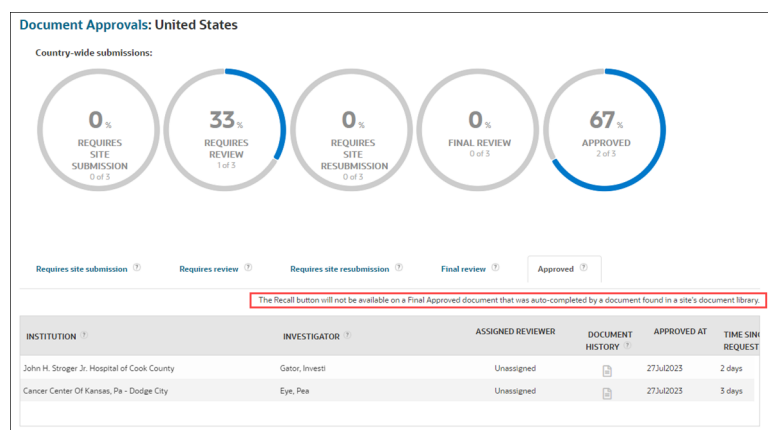 Document Approvals: United States
Country-wide submissions:
0 %
REQUIRES
SITE
SUBMISSION
0 of 3
33 %
REQUIRES
REVIEW
1 of 3
0 %
REQUIRES
SITE
RESUBMISSION
0 of 3
0 %
FINAL REVIEW
0 of 3
67 %
APPROVED
2 of 3
Requires site submission ? Requires review ? Requires site resubmission ? Final review ? Approved ?
The Recall button will not be available on a Final Approved document that was auto-completed by a document found in a site's document library.
INSTITUTION ? INVESTIGATOR ? ASSIGNED REVIEWER DOCUMENT HISTORY ? APPROVED AT TIME SIN REQUEST
John H. Stroger Jr. Hospital of Cook County Gator, Investi Unassigned 27Jul2023 2 days
Cancer Center Of Kansas, Pa - Dodge City Eye, Pea Unassigned 27Jul2023 3 days